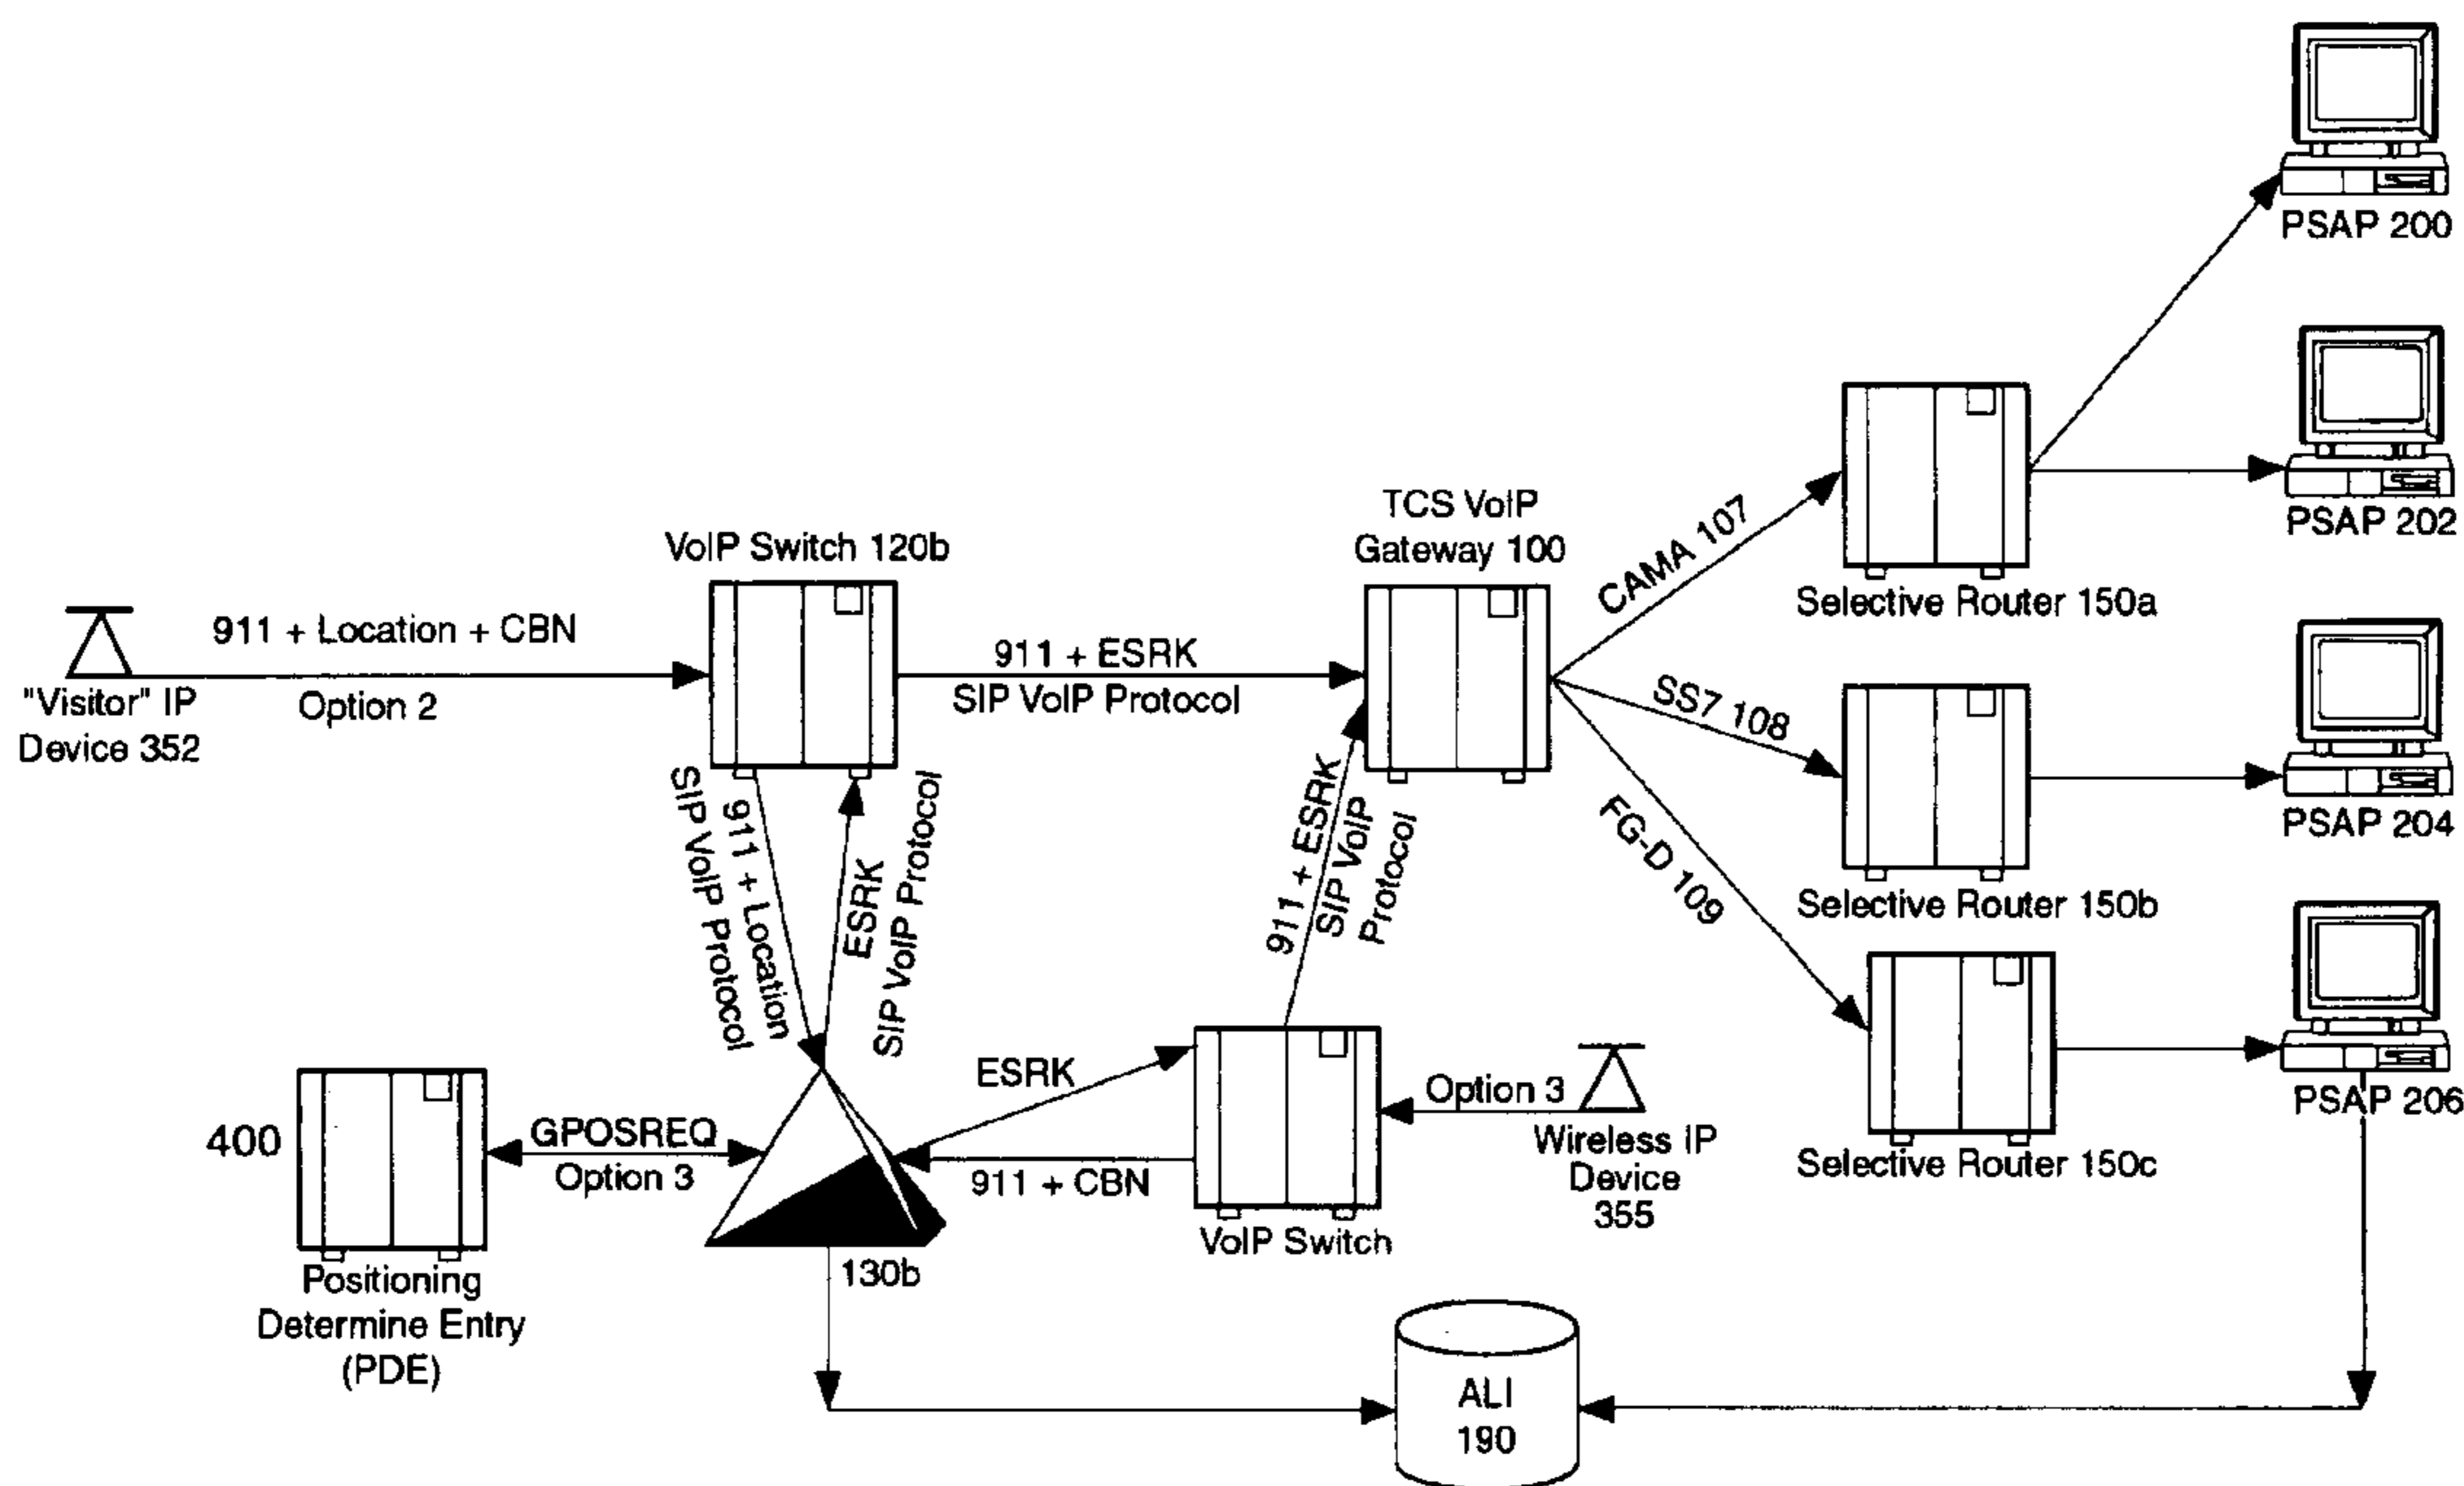 PSAP 200
PSAP 202
TCS VoIP
Gateway 100
CAMA 107
Selective Router 150a
VoIP Switch 120b
911 + Location + CBN
Option 2
"Visitor" IP
Device 352
911 + ESRK
SIP VoIP Protocol
SS7 108
PSAP 204
FG-D 109
Selective Router 150b
911 + Location
SIP VoIP Protocol
ESRK
SIP VoIP Protocol
911 + ESRK
SIP VoIP
Protocol
ESRK
911 + CBN
Option 3
Wireless IP
Device
355
PSAP 206
Selective Router 150c
400
GPOSREQ
Option 3
VoIP Switch
130b
Positioning
Determine Entry
(PDE)
ALI
190